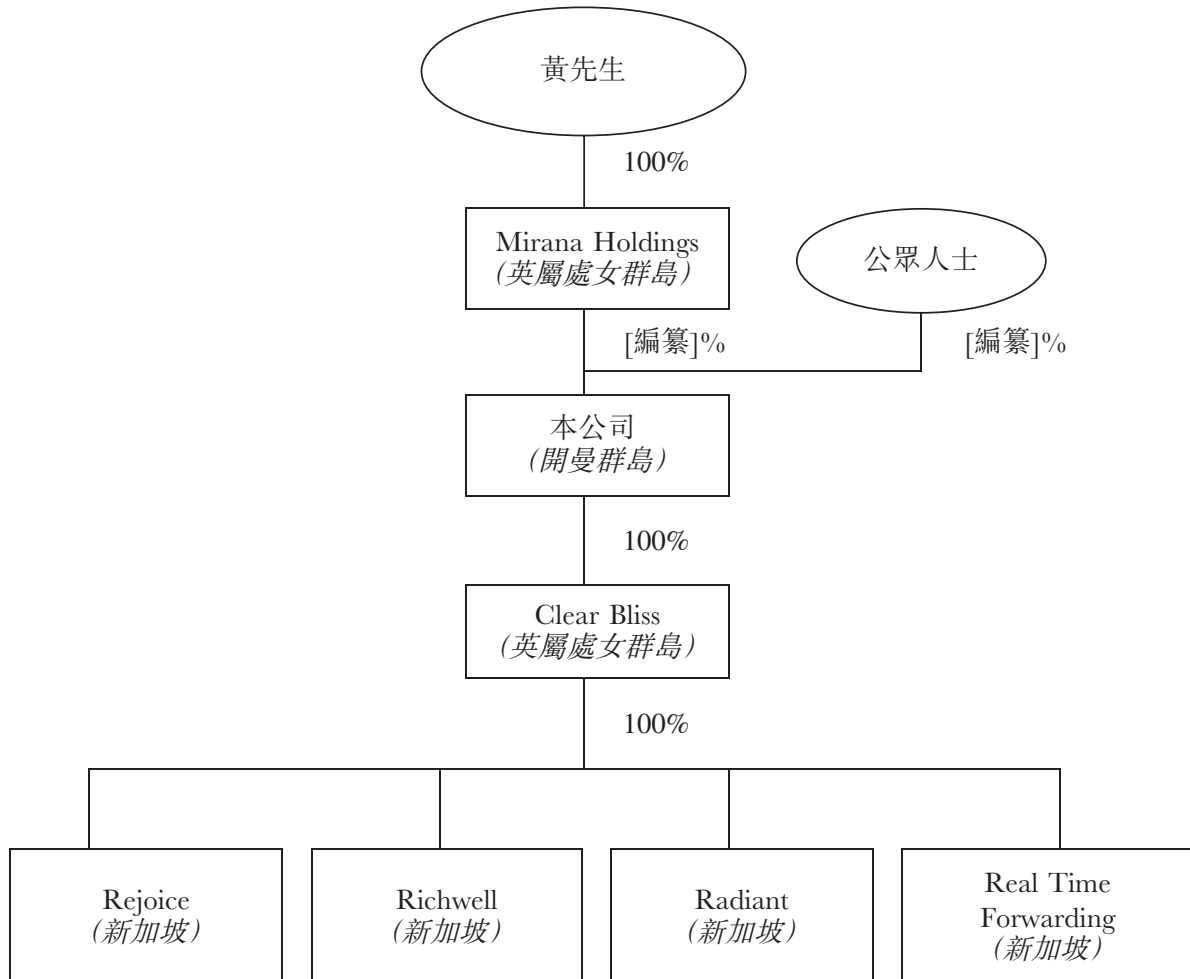 黃先生
100%
Mirana Holdings
(英屬處女群島)
公眾人士
[編纂]%
[編纂]%
本公司
(開曼群島)
100%
Clear Bliss
(英屬處女群島)
100%
Rejoice
(新加坡)
Richwell
(新加坡)
Radiant
(新加坡)
Real Time
Forwarding
(新加坡)